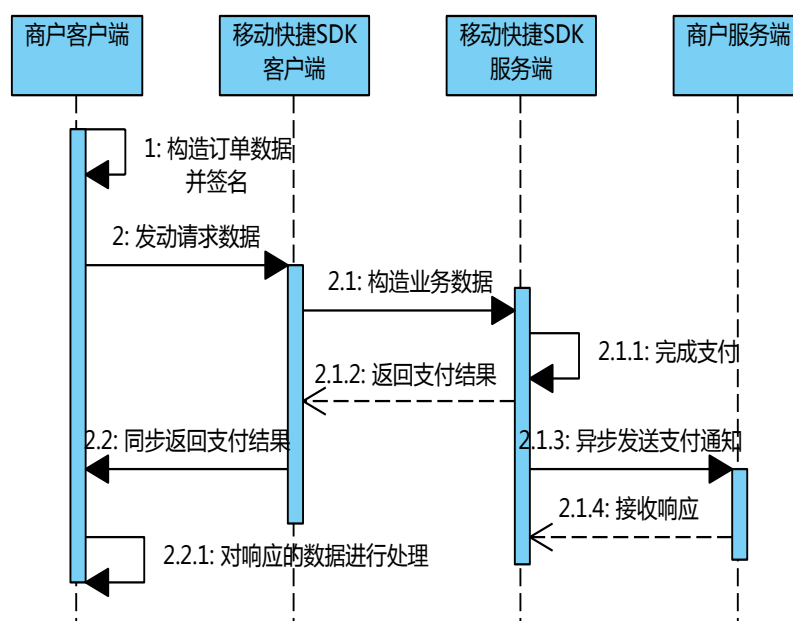 商户客户端
移动快捷SDK
客户端
移动快捷SDK
服务端
商户服务端
1: 构造订单数据
并签名
2: 发动请求数据
2.1: 构造业务数据
2.1.1: 完成支付
2.1.2: 返回支付结果
2.2: 同步返回支付结果
2.1.3: 异步发送支付通知
2.1.4: 接收响应
2.2.1: 对响应的数据进行处理